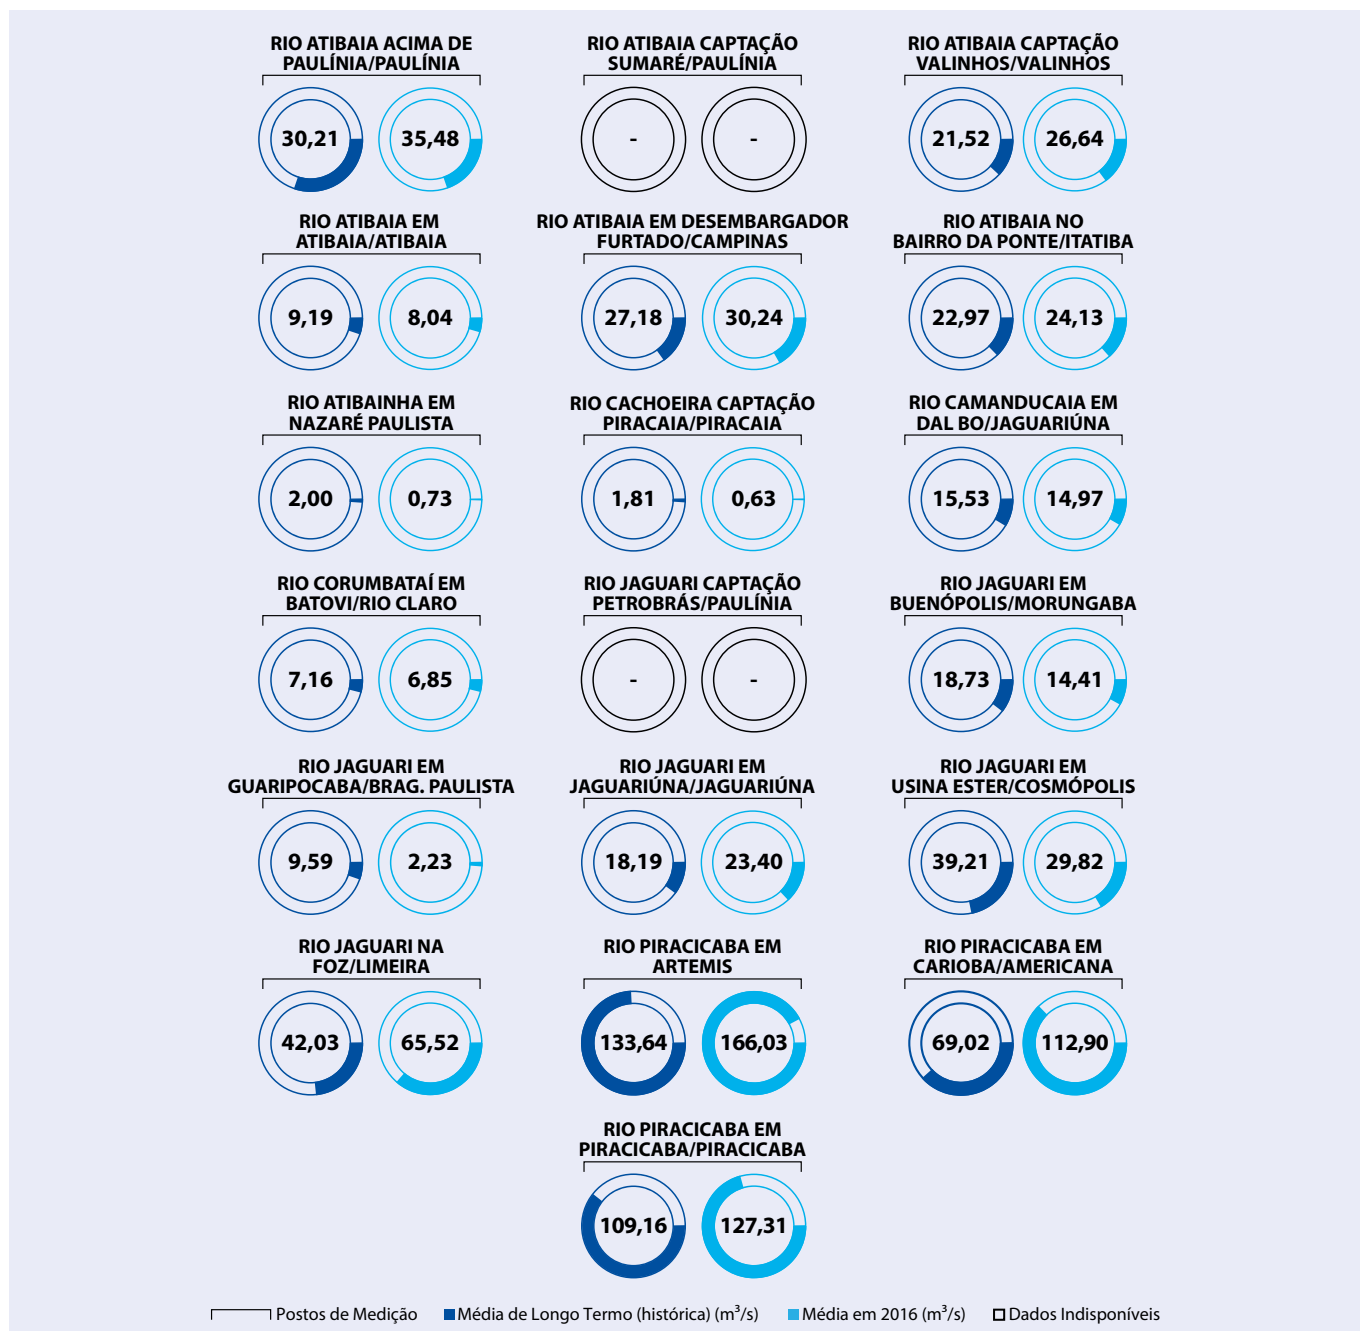 RIO ATIBAIA ACIMA DE
PAULÍNIA/PAULÍNIA
30,21
35,48
RIO ATIBAIA CAPTAÇÃO
SUMARÉ/PAULÍNIA
-
-
RIO ATIBAIA CAPTAÇÃO
VALINHOS/VALINHOS
21,52
26,64
RIO ATIBAIA EM
ATIBAIA/ATIBAIA
9,19
8,04
RIO ATIBAIA EM DESEMBARGADOR
FURTADO/CAMPINAS
27,18
30,24
RIO ATIBAIA NO
BAIRRO DA PONTE/ITATIBA
22,97
24,13
RIO ATIBAINHA EM
NAZARÉ PAULISTA
2,00
0,73
RIO CACHOEIRA CAPTAÇÃO
PIRACAIA/PIRACAIA
1,81
0,63
RIO CAMANDUCAIA EM
DAL BO/JAGUARIÚNA
15,53
14,97
RIO CORUMBATAÍ EM
BATOVI/RIO CLARO
7,16
6,85
RIO JAGUARI CAPTAÇÃO
PETROBRÁS/PAULÍNIA
-
-
RIO JAGUARI EM
BUENÓPOLIS/MORUNGABA
18,73
14,41
RIO JAGUARI EM
GUARIPOCABA/BRAG. PAULISTA
9,59
2,23
RIO JAGUARI EM
JAGUARIÚNA/JAGUARIÚNA
18,19
23,40
RIO JAGUARI EM
USINA ESTER/COSMÓPOLIS
39,21
29,82
RIO JAGUARI NA
FOZ/LIMEIRA
42,03
65,52
RIO PIRACICABA EM
ARTEMIS
133,64
166,03
RIO PIRACICABA EM
CARIOBA/AMERICANA
69,02
112,90
RIO PIRACICABA EM
PIRACICABA/PIRACICABA
109,16
127,31
Postos de Medição
Média de Longo Termo (histórica) (m³/s)
Média em 2016 (m³/s)
Dados Indisponíveis